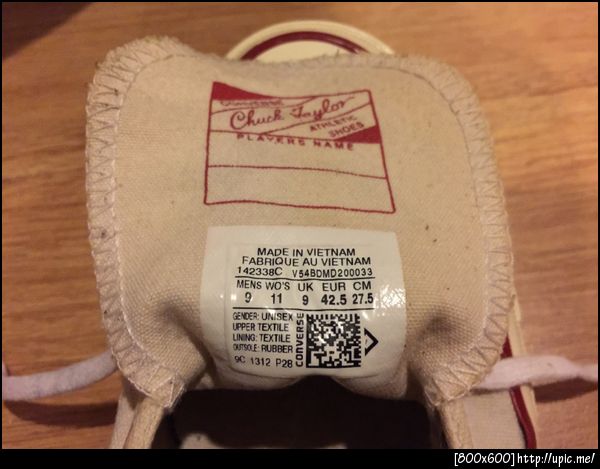 CONVERSE
Chuck Taylor
ATHLETIC
SHOES
PLAYERS NAME
MADE IN VIETNAM
FABRIQUE AU VIETNAM
142338C V54BDMD200033
MENS WO'S UK EUR CM
9 11 9 42.5 27.5
GENDER: UNISEX
UPPER TEXTILE
LINING: TEXTILE
OUTSOLE: RUBBER
9C 1312 P28
CONVERSE
[800x600] http://upic.me/